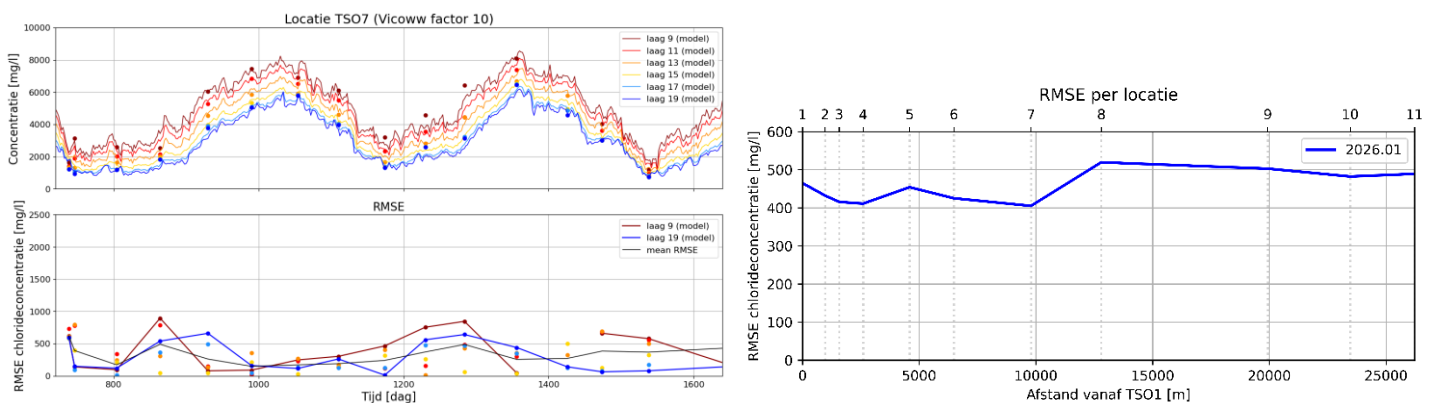 Locatie TSO7 (Vicoww factor 10)
Concentratie [mg/l]
10000
8000
6000
4000
2000
0
laag 9 (model)
laag 11 (model)
laag 13 (model)
laag 15 (model)
laag 17 (model)
laag 19 (model)
RMSE
RMSE chlorideconcentratie [mg/l]
2500
2000
1500
1000
500
0
laag 9 (model)
laag 19 (model)
mean RMSE
800
1000
1200
1400
1600
Tijd [dag]
RMSE per locatie
1 2 3 4 5 6 7 8 9 10 11
RMSE chlorideconcentratie [mg/l]
600
500
400
300
200
100
0
2026.01
0 5000 10000 15000 20000 25000
Afstand vanaf TSO1 [m]